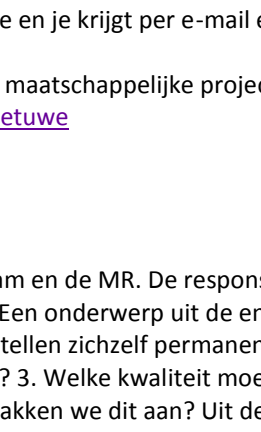 e en je krijgt per e-mail e
maatschappelijke projec
etuwe
am en de MR. De respons
Een onderwerp uit de en
tellen zichzelf permanen
? 3. Welke kwaliteit moe
akken we dit aan? Uit de